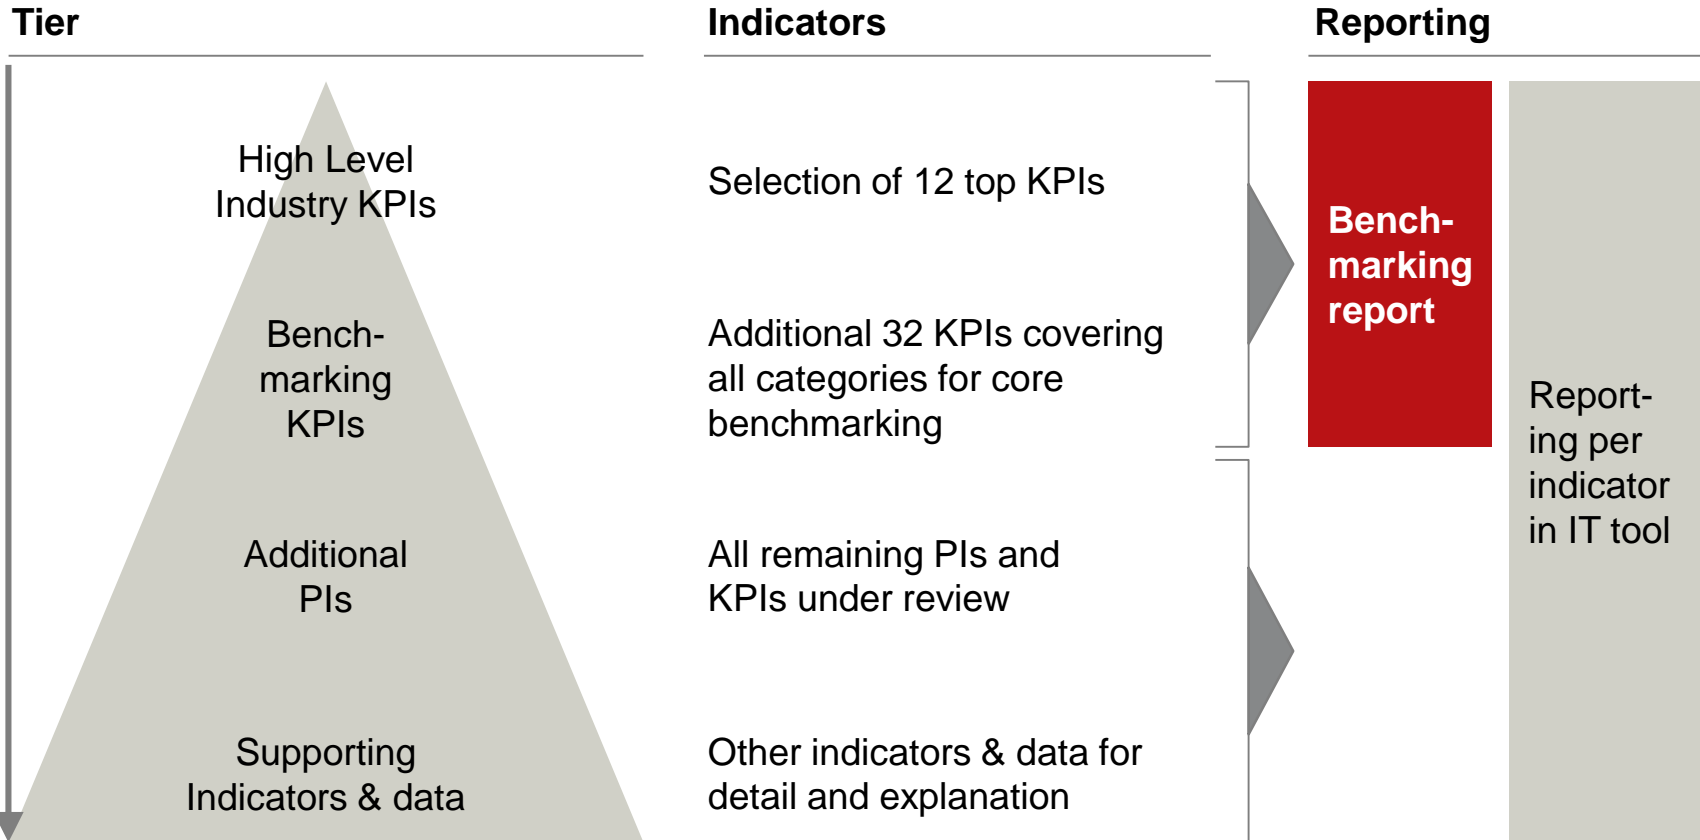 Tier
Indicators
Reporting
High Level
Industry KPIs
Selection of 12 top KPIs
Bench-
marking
KPIs
Additional 32 KPIs covering
all categories for core
benchmarking
Additional
PIs
All remaining PIs and
KPIs under review
Supporting
Indicators & data
Other indicators & data for
detail and explanation
Bench-
marking
report
Report-
ing per
indicator
in IT tool